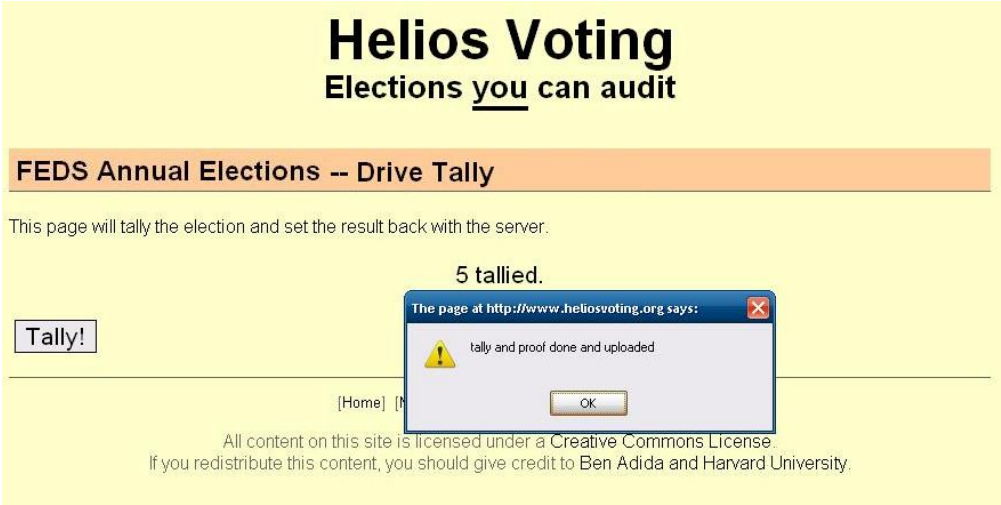 Helios Voting
Elections you can audit
FEDS Annual Elections -- Drive Tally
This page will tally the election and set the result back with the server.
5 tallied.
The page at http://www.heliosvoting.org says:
tally and proof done and uploaded
Tally!
OK
[Home] [
All content on this site is licensed under a Creative Commons License.
If you redistribute this content, you should give credit to Ben Adida and Harvard University.